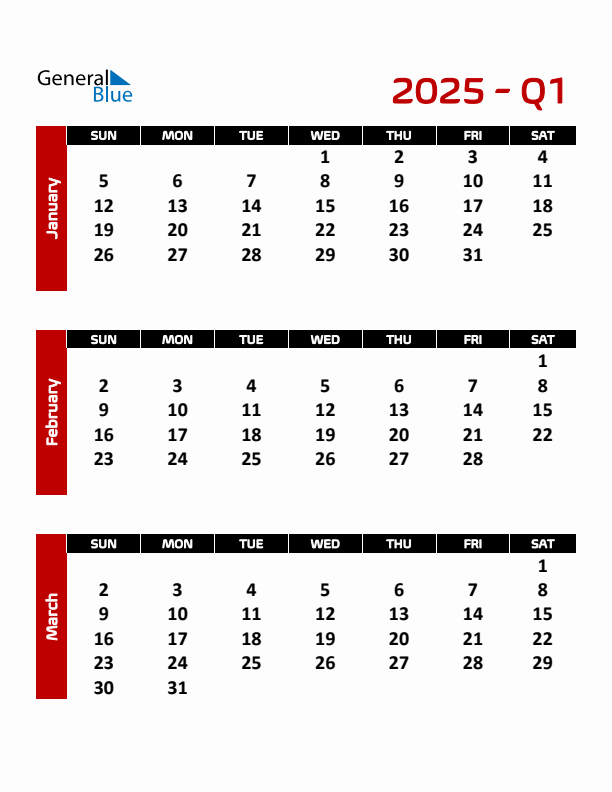 General
Blue
2025 - Q1
January
SUN MON TUE WED THU FRI SAT
1 2 3 4
5 6 7 8 9 10 11
12 13 14 15 16 17 18
19 20 21 22 23 24 25
26 27 28 29 30 31
February
SUN MON TUE WED THU FRI SAT
1
2 3 4 5 6 7 8
9 10 11 12 13 14 15
16 17 18 19 20 21 22
23 24 25 26 27 28
March
SUN MON TUE WED THU FRI SAT
1
2 3 4 5 6 7 8
9 10 11 12 13 14 15
16 17 18 19 20 21 22
23 24 25 26 27 28 29
30 31